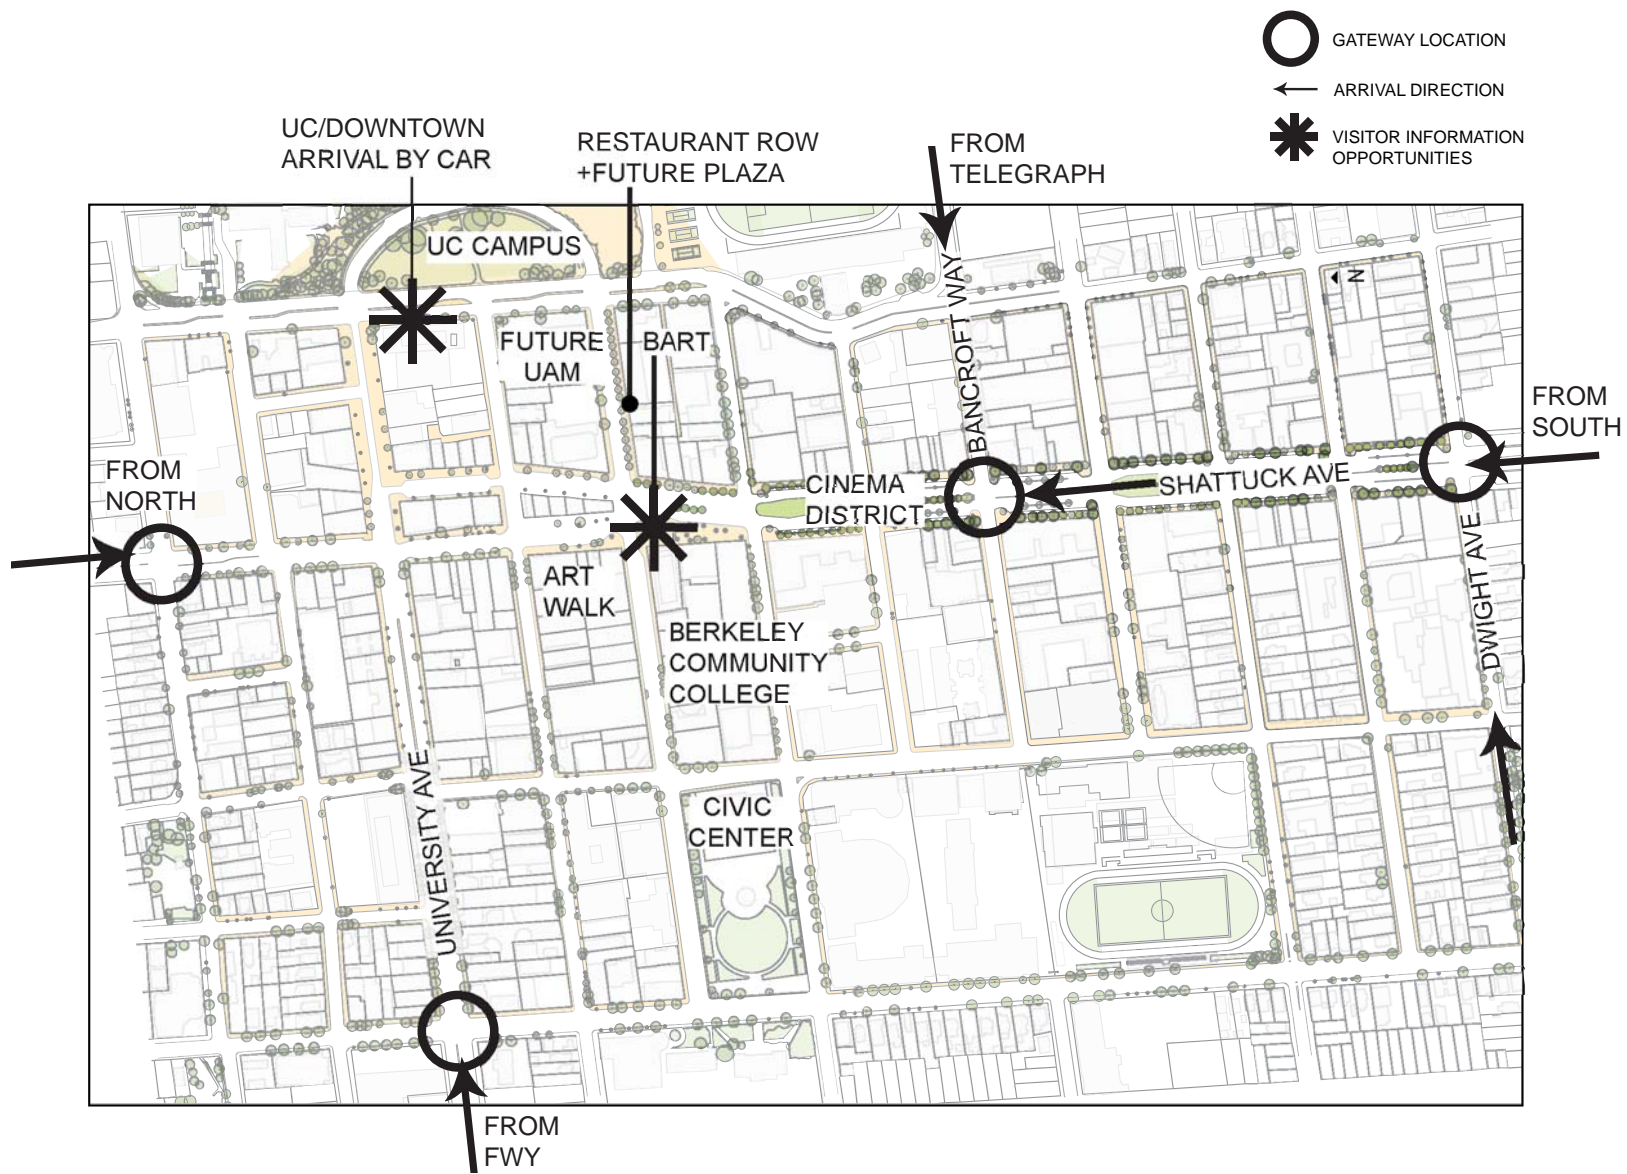 GATEWAY LOCATION
ARRIVAL DIRECTION
VISITOR INFORMATION
OPPORTUNITIES
UC/DOWNTOWN
ARRIVAL BY CAR
RESTAURANT ROW
+FUTURE PLAZA
FROM
TELEGRAPH
UC CAMPUS
N
FUTURE
UAM
BART
BANCROFT WAY
FROM
SOUTH
FROM
NORTH
CINEMA
DISTRICT
SHATTUCK AVE
DWIGHT AVE
ART
WALK
BERKELEY
COMMUNITY
COLLEGE
UNIVERSITY AVE
CIVIC
CENTER
FROM
FWY